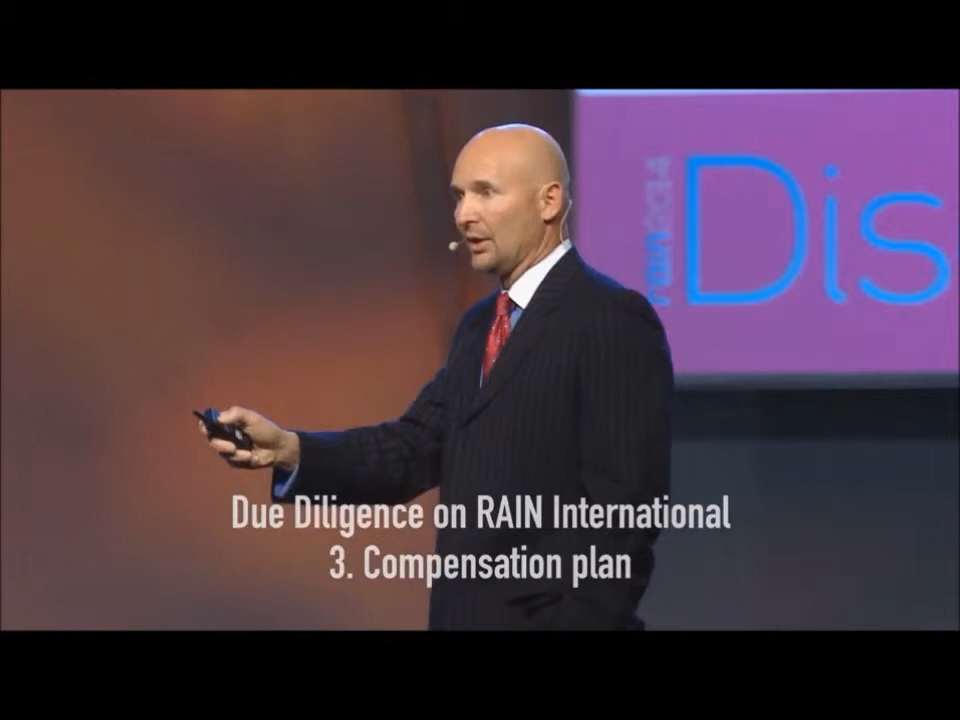 Dis
Due Diligence on RAIN International
3. Compensation plan